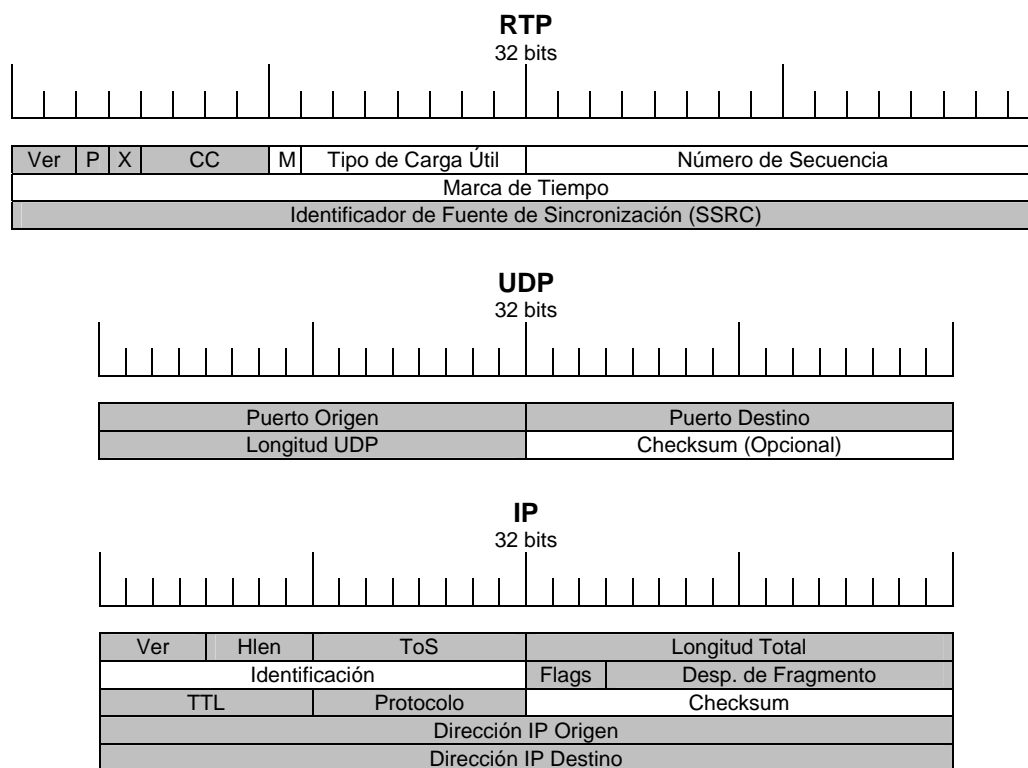 RTP
32 bits
Ver P X CC M Tipo de Carga Útil Número de Secuencia
Marca de Tiempo
Identificador de Fuente de Sincronización (SSRC)
UDP
32 bits
Puerto Origen Puerto Destino
Longitud UDP Checksum (Opcional)
IP
32 bits
Ver Hlen ToS Longitud Total
Identificación Flags Desp. de Fragmento
TTL Protocolo Checksum
Dirección IP Origen
Dirección IP Destino